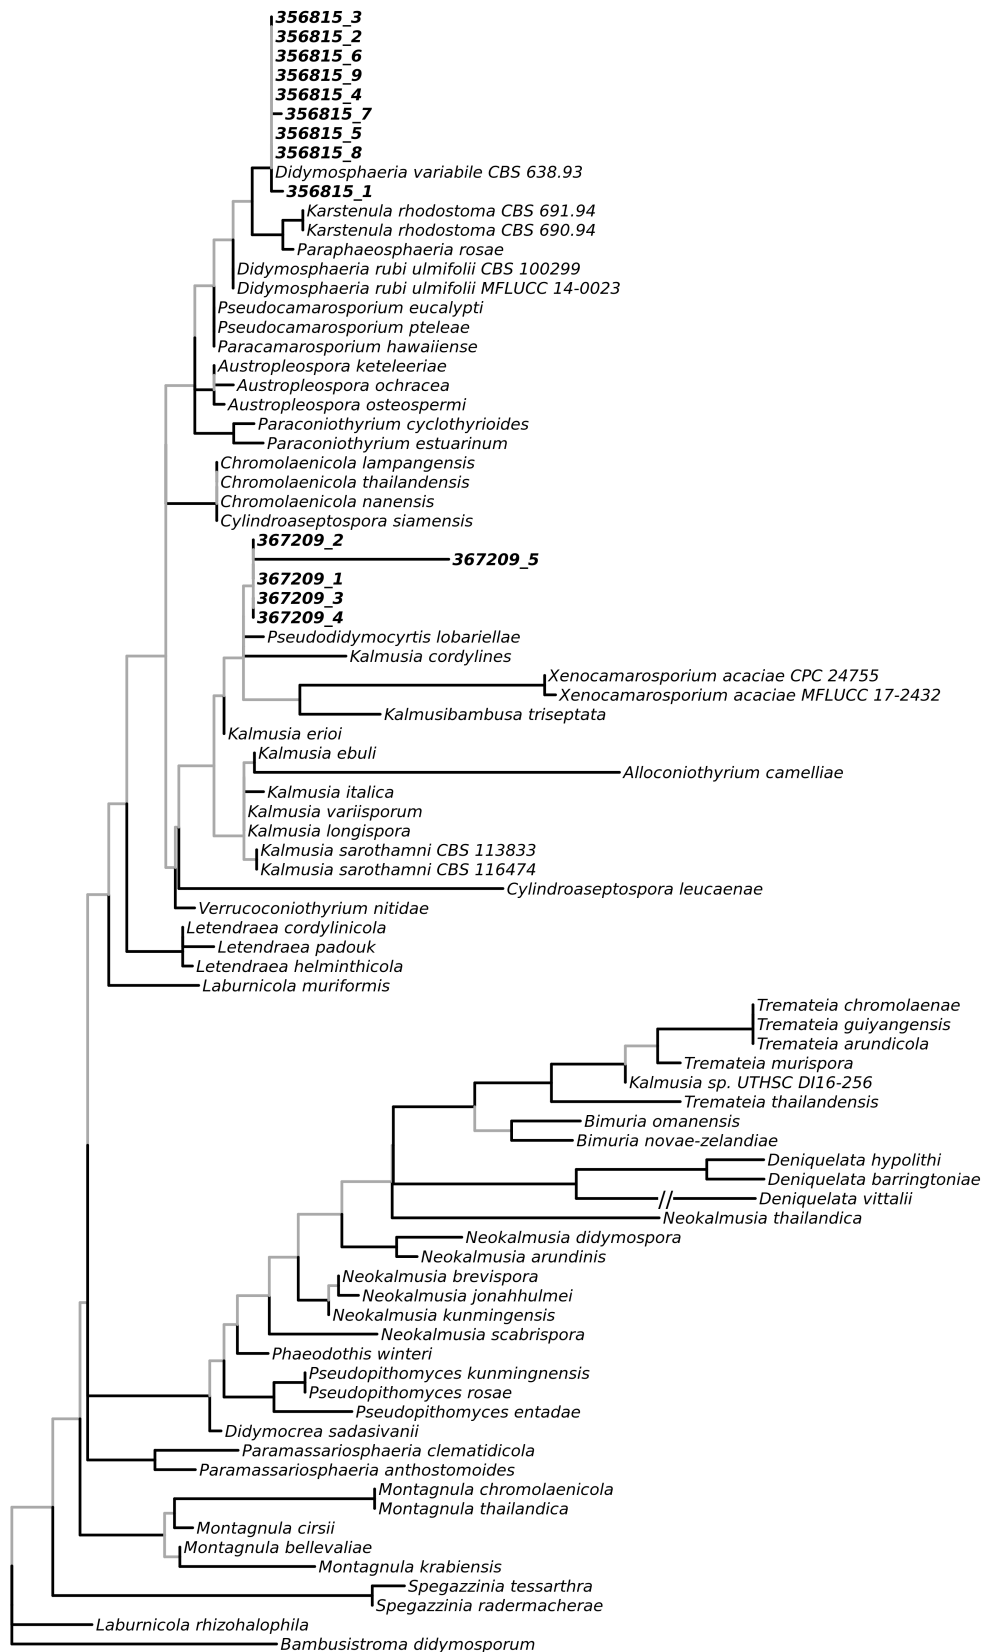 356815_3
356815_2
356815_6
356815_9
356815_4
356815_7
356815_5
356815_8
Didymosphaeria variabile CBS 638.93
356815_1
Karstenula rhodostoma CBS 691.94
Karstenula rhodostoma CBS 690.94
Paraphaeosphaeria rosae
Didymosphaeria rubi ulmifolii CBS 100299
Didymosphaeria rubi ulmifolii MFLUCC 14-0023
Pseudocamarosporium eucalypti
Pseudocamarosporium pteleae
Paracamarosporium hawaiiense
Austropleospora keteleeriae
Austropleospora ochracea
Austropleospora osteospermi
Paraconiothyrium cyclothyrioides
Paraconiothyrium estuarinum
Chromolaenicola lampangensis
Chromolaenicola thailandensis
Chromolaenicola nanensis
Cylindroaseptospora siamensis
367209_2
367209_5
367209_1
367209_3
367209_4
Pseudodidymocyrtis lobariellae
Kalmusia cordylines
Xenocamarosporium acaciae CPC 24755
Xenocamarosporium acaciae MFLUCC 17-2432
Kalmusibambusa triseptata
Kalmusia erioi
Kalmusia ebuli
Alloconiothyrium camelliae
Kalmusia italica
Kalmusia variisporum
Kalmusia longispora
Kalmusia sarothamni CBS 113833
Kalmusia sarothamni CBS 116474
Cylindroaseptospora leucaenae
Verrucoconiothyrium nitidae
Letendraea cordylinicola
Letendraea padouk
Letendraea helminthicola
Laburnicola muriformis
Tremateia chromolaenae
Tremateia guiyangensis
Tremateia arundicola
Tremateia murispora
Kalmusia sp. UTHSC DI16-256
Tremateia thailandensis
Bimuria omanensis
Bimuria novae-zelandiae
Deniquelata hypolithi
Deniquelata barringtoniae
// Deniquelata vittalii
Neokalmusia thailandica
Neokalmusia didymospora
Neokalmusia arundinis
Neokalmusia brevispora
Neokalmusia jonahhulmei
Neokalmusia kunmingensis
Neokalmusia scabrispora
Phaeodothis winteri
Pseudopithomyces kunmingnensis
Pseudopithomyces rosae
Pseudopithomyces entadae
Didymocrea sadasivanii
Paramassariosphaeria clematidicola
Paramassariosphaeria anthostomoides
Montagnula chromolaenicola
Montagnula thailandica
Montagnula cirsii
Montagnula bellevaliae
Montagnula krabiensis
Spegazzinia tessarthra
Spegazzinia radermacherae
Laburnicola rhizohalophila
Bambusistroma didymosporum